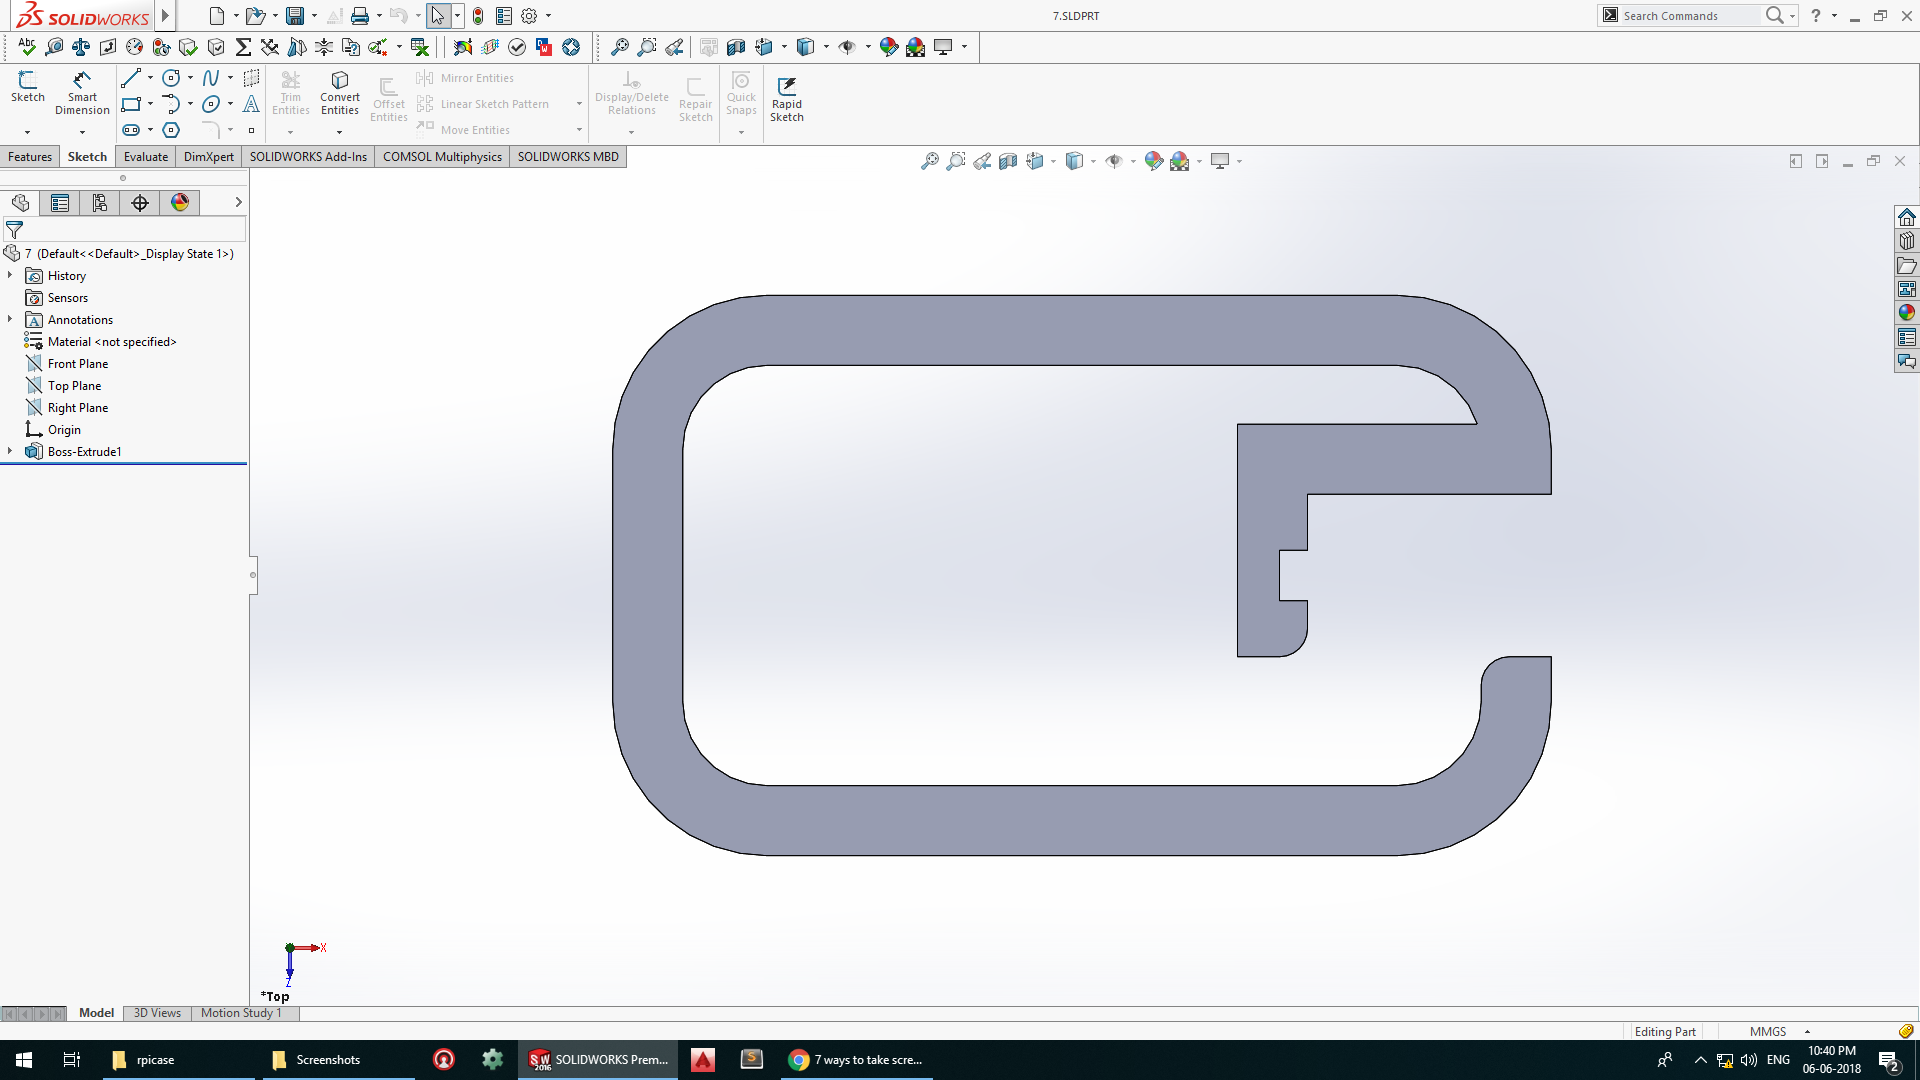 SOLIDWORKS
7.SLDPRT
Search Commands
?
Abc
Sketch
Smart Dimension
Trim Entities
Convert Entities
Offset Entities
Mirror Entities
Linear Sketch Pattern
Move Entities
Display/Delete Relations
Repair Sketch
Quick Snaps
Rapid Sketch
Features
Sketch
Evaluate
DimXpert
SOLIDWORKS Add-Ins
COMSOL Multiphysics
SOLIDWORKS MBD
7 (Default<<Default>_Display State 1>)
History
Sensors
Annotations
Material <not specified>
Front Plane
Top Plane
Right Plane
Origin
Boss-Extrude1
X
Z
*Top
Model
3D Views
Motion Study 1
Editing Part
MMGS
rpicase
Screenshots
SW 2016
SOLIDWORKS Prem...
7 ways to take scre...
ENG
10:40 PM
06-06-2018
2